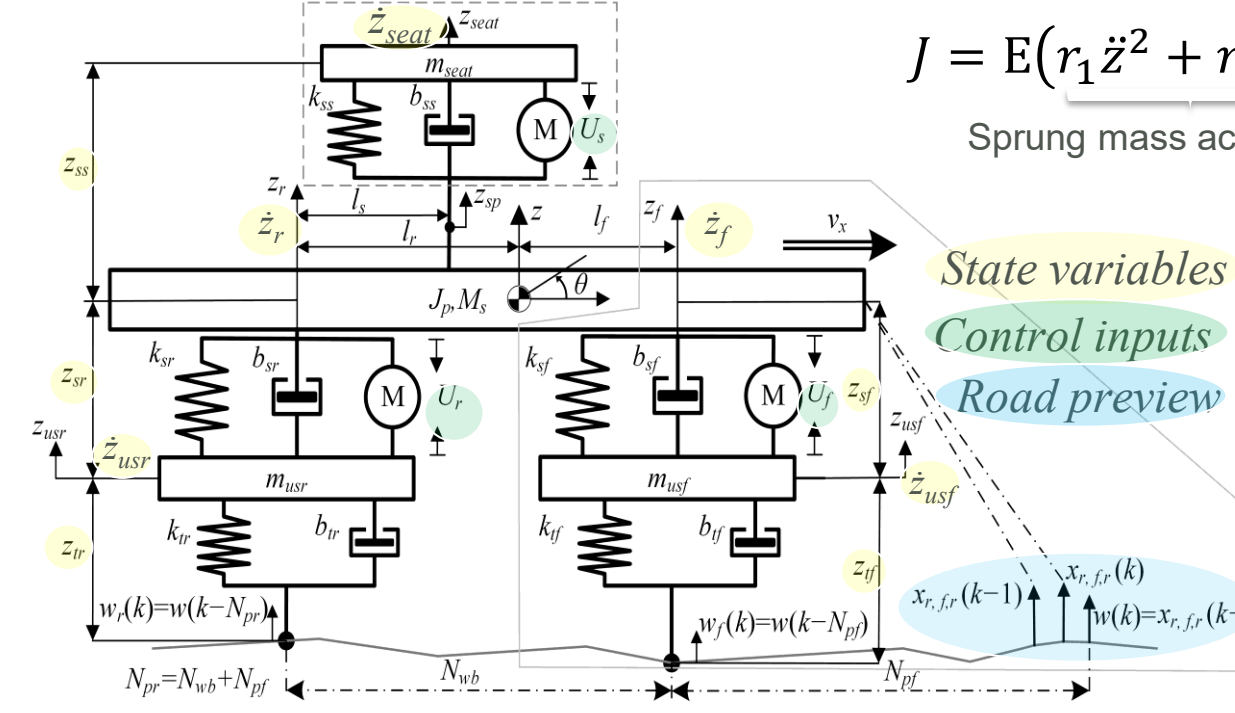 ż_seat
z_seat
J = E(r₁z̈² + r
m_seat
k_ss
b_ss
M
U_s
Sprung mass ac
z_ss
z_r
z_sp
l_s
ż_r
z
l_f
z_f
ż_f
v_x
l_r
State variables
θ
J_p,M_s
Control inputs
k_sr
b_sr
k_sf
b_sf
z_sr
M
U_r
M
U_f
z_sf
Road preview
z_usr
z_usf
ż_usr
m_usr
m_usf
ż_usf
k_tr
b_tr
k_tf
b_tf
z_tr
z_tf
x_r, f,r(k)
x_r, f,r(k−1)
w_r(k)=w(k−N_pr)
w_f(k)=w(k−N_pf)
w(k)=x_r, f,r(k-
N_pr=N_wb+N_pf
N_wb
N_pf